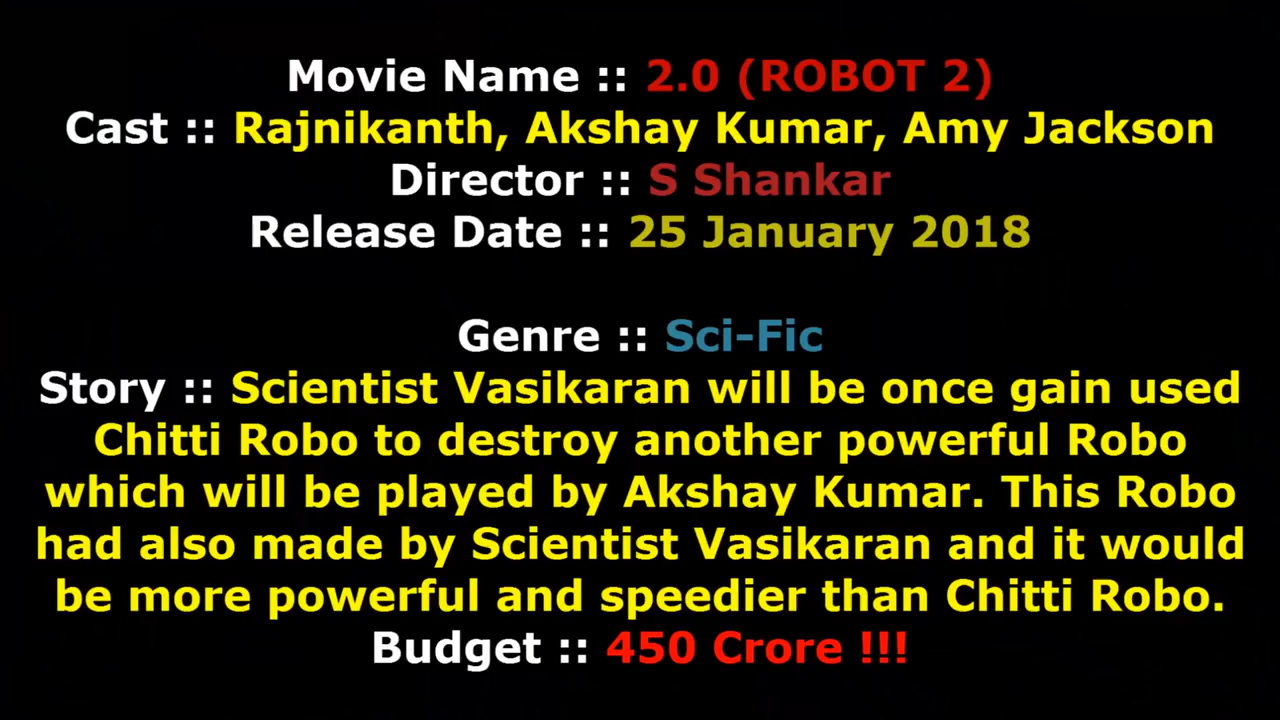 Movie Name :: 2.0 (ROBOT 2)
Cast :: Rajnikanth, Akshay Kumar, Amy Jackson
Director :: S Shankar
Release Date :: 25 January 2018
Genre :: Sci-Fic
Story :: Scientist Vasikaran will be once gain used
Chitti Robo to destroy another powerful Robo
which will be played by Akshay Kumar. This Robo
had also made by Scientist Vasikaran and it would
be more powerful and speedier than Chitti Robo.
Budget :: 450 Crore !!!